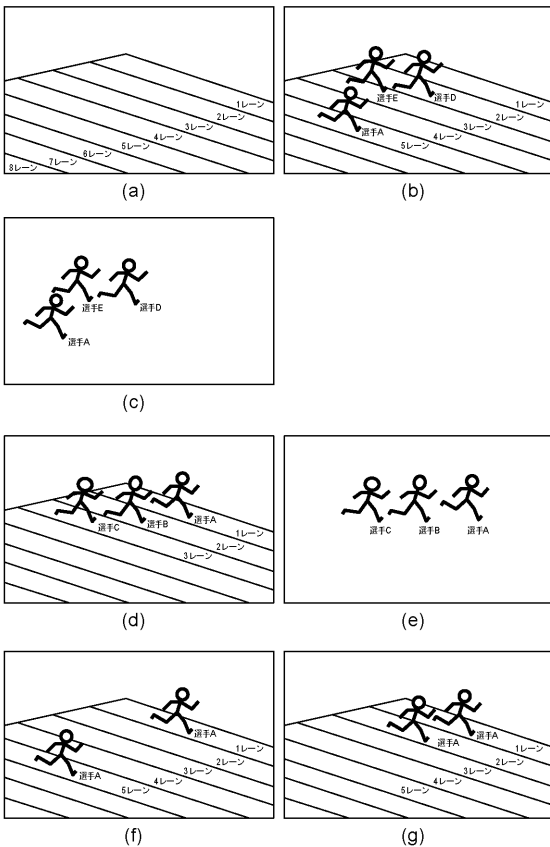 1レーン
2レーン
3レーン
4レーン
5レーン
6レーン
7レーン
8レーン
(a)
選手E
選手D
選手A
1レーン
2レーン
3レーン
4レーン
5レーン
(b)
選手E
選手D
選手A
(c)
選手C
選手B
選手A
1レーン
2レーン
3レーン
(d)
選手C
選手B
選手A
(e)
選手A
選手A
1レーン
2レーン
3レーン
4レーン
5レーン
(f)
選手A
選手A
1レーン
2レーン
3レーン
4レーン
5レーン
(g)